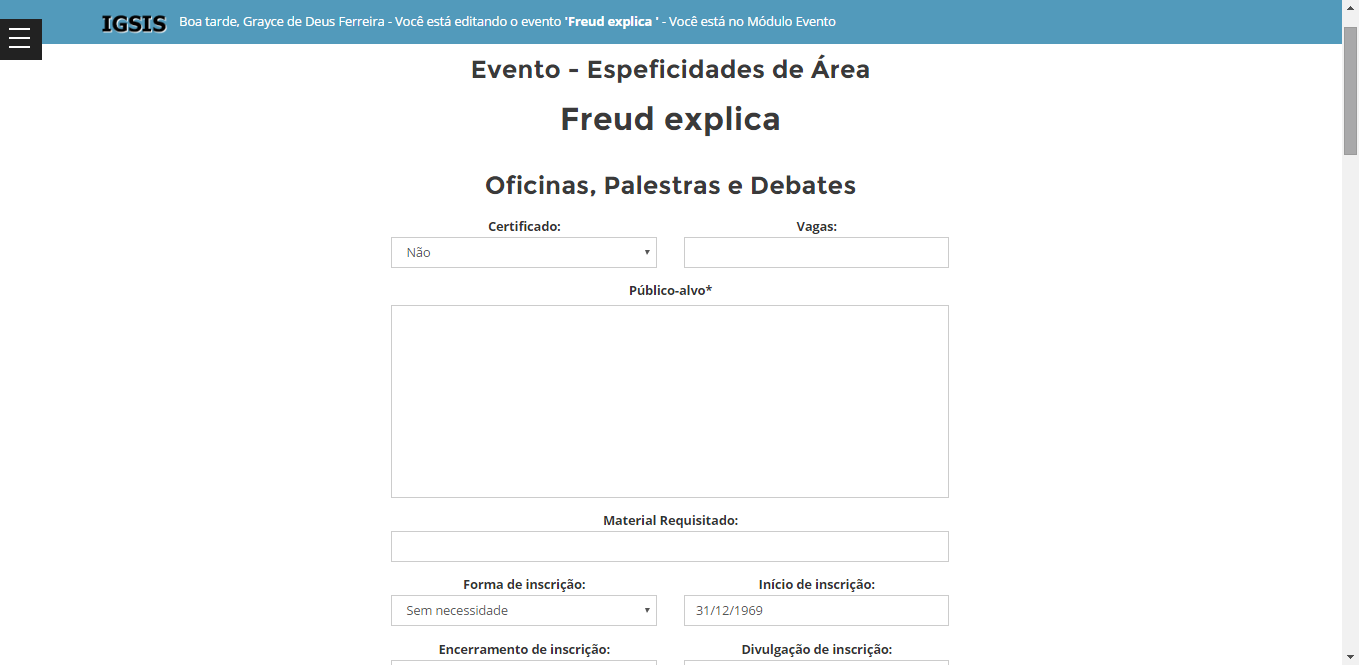 IGSIS Boa tarde, Grayce de Deus Ferreira - Você está editando o evento 'Freud explica ' - Você está no Módulo Evento
Evento - Espeficidades de Área
Freud explica
Oficinas, Palestras e Debates
Certificado: Vagas:
Não
Público-alvo*
Material Requisitado:
Forma de inscrição: Início de inscrição:
Sem necessidade 31/12/1969
Encerramento de inscrição: Divulgação de inscrição: